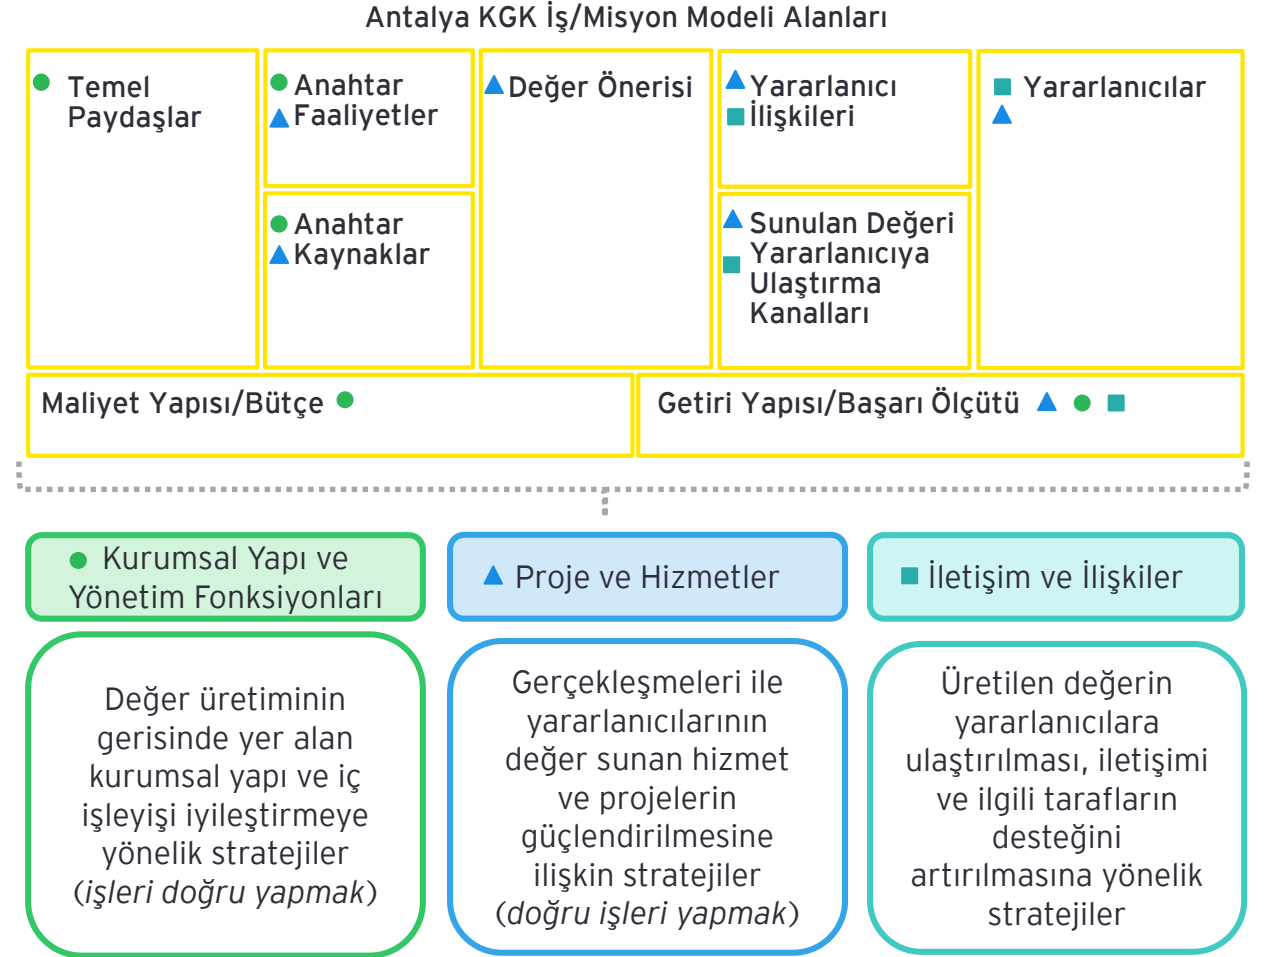 Antalya KGK İş/Misyon Modeli Alanları
Temel
Paydaşlar
Anahtar
Faaliyetler
Anahtar
Kaynaklar
Değer Önerisi
Yararlanıcı
İlişkileri
Sunulan Değeri
Yararlanıcıya
Ulaştırma
Kanalları
Yararlanıcılar
Maliyet Yapısı/Bütçe
Getiri Yapısı/Başarı Ölçütü
Kurumsal Yapı ve
Yönetim Fonksiyonları
Değer üretiminin
gerisinde yer alan
kurumsal yapı ve iç
işleyişi iyileştirmeye
yönelik stratejiler
(işleri doğru yapmak)
Proje ve Hizmetler
Gerçekleşmeleri ile
yararlanıcılarının
değer sunan hizmet
ve projelerin
güçlendirilmesine
ilişkin stratejiler
(doğru işleri yapmak)
İletişim ve İlişkiler
Üretilen değerin
yararlanıcılara
ulaştırılması, iletişimi
ve ilgili tarafların
desteğini
artırılmasına yönelik
stratejiler